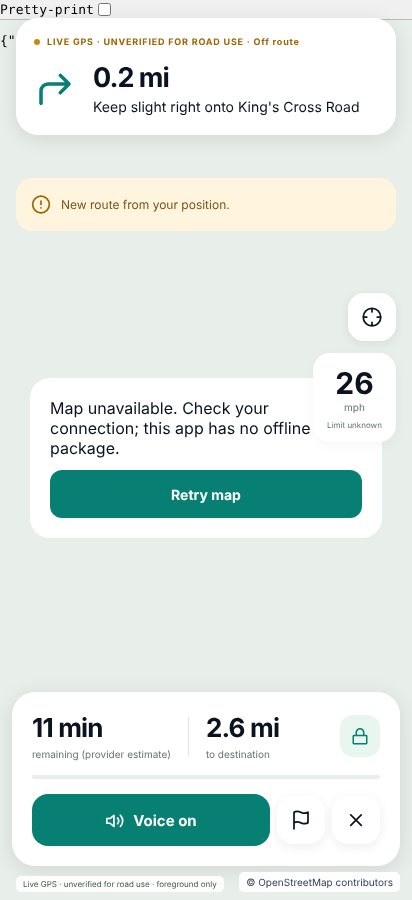 Pretty-print
{"
LIVE GPS · UNVERIFIED FOR ROAD USE · Off route
0.2 mi
Keep slight right onto King's Cross Road
New route from your position.
26
mph
Limit unknown
Map unavailable. Check your
connection; this app has no offline
package.
Retry map
11 min
remaining (provider estimate)
2.6 mi
to destination
Voice on
Live GPS · unverified for road use · foreground only
© OpenStreetMap contributors